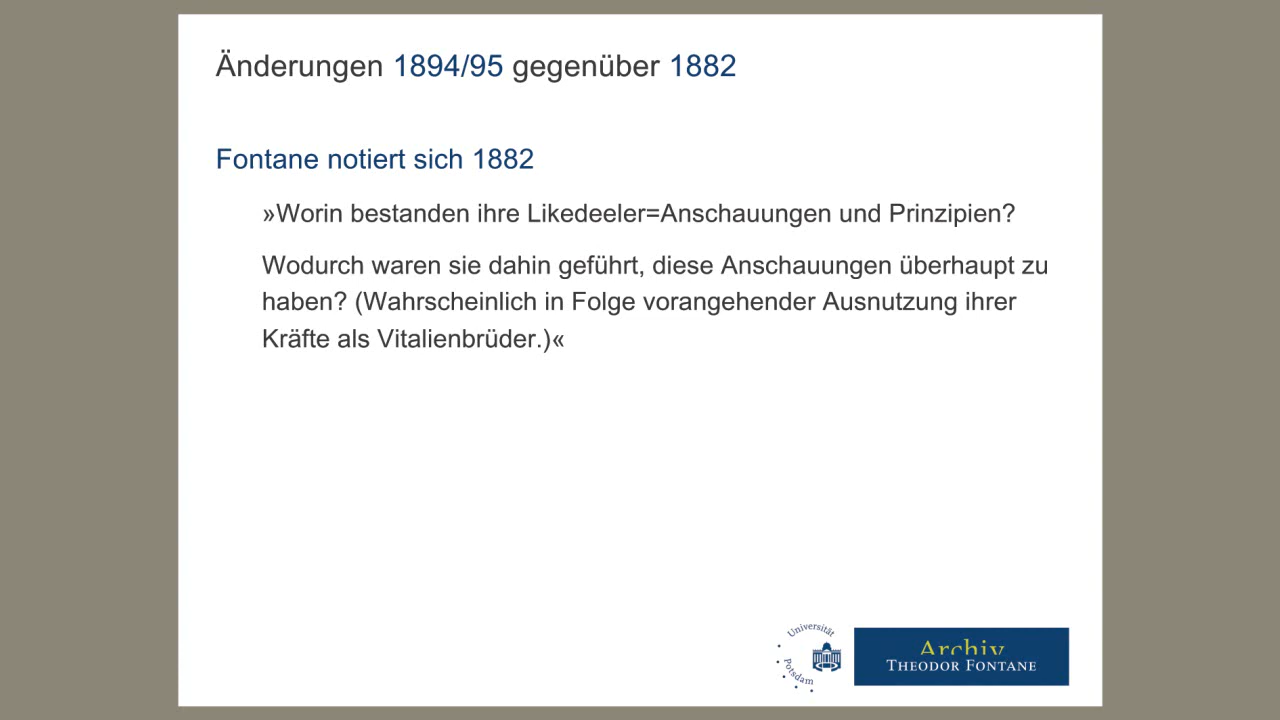 Änderungen 1894/95 gegenüber 1882
Fontane notiert sich 1882
»Worin bestanden ihre Likedeeler=Anschauungen und Prinzipien?
Wodurch waren sie dahin geführt, diese Anschauungen überhaupt zu
haben? (Wahrscheinlich in Folge vorangehender Ausnutzung ihrer
Kräfte als Vitalienbrüder.)«
Universität
Potsdam
Archiv
THEODOR FONTANE